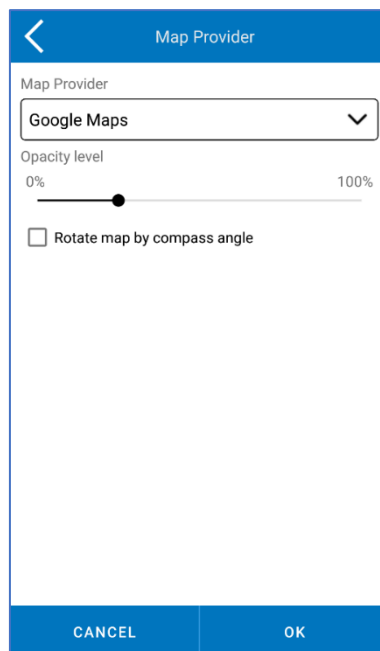 Map Provider
Map Provider
Google Maps
Opacity level
0% 100%
Rotate map by compass angle
CANCEL OK